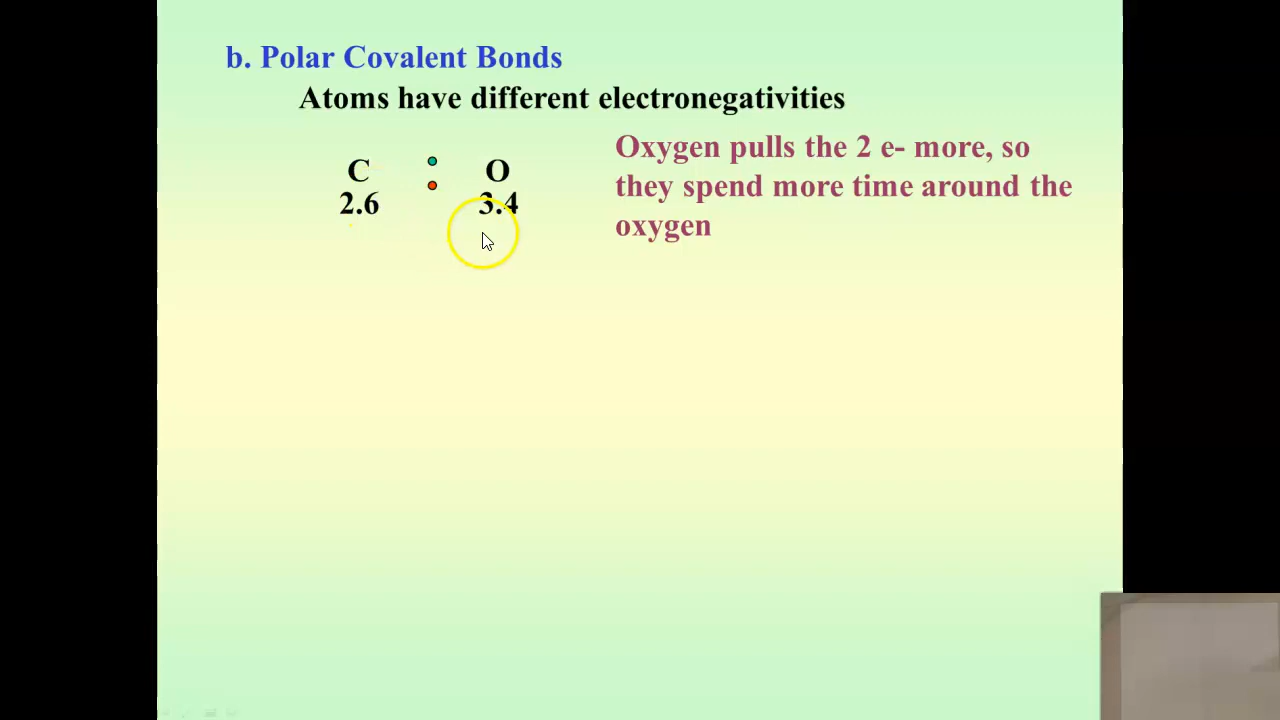 b. Polar Covalent Bonds
Atoms have different electronegativities
C : O
2.6 3.4
Oxygen pulls the 2 e- more, so
they spend more time around the
oxygen